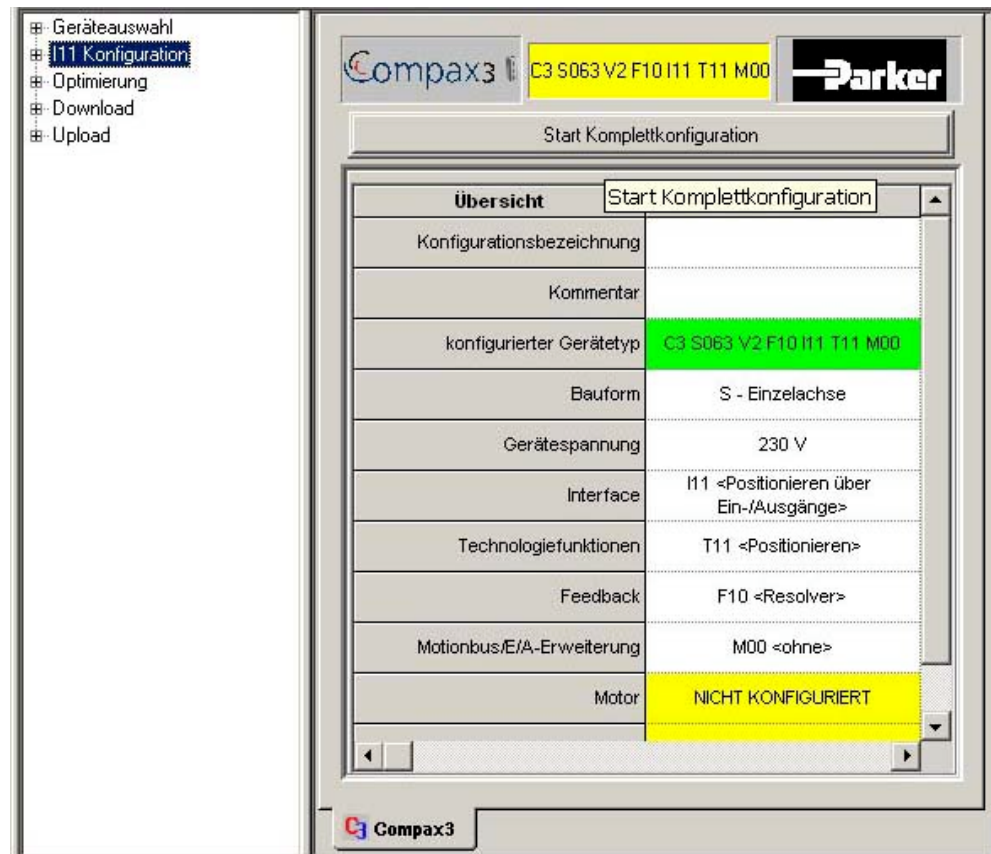 Geräteauswahl
I11 Konfiguration
Optimierung
Download
Upload
Compax3
C3 S063 V2 F10 I11 T11 M00
Parker
Start Komplettkonfiguration
Übersicht
Start Komplettkonfiguration
Konfigurationsbezeichnung
Kommentar
konfigurierter Gerätetyp
C3 S063 V2 F10 I11 T11 M00
Bauform
S - Einzelachse
Gerätespannung
230 V
Interface
I11 <Positionieren über
Ein-/Ausgänge>
Technologiefunktionen
T11 <Positionieren>
Feedback
F10 <Resolver>
Motionbus/E/A-Erweiterung
M00 <ohne>
Motor
NICHT KONFIGURIERT
C3 Compax3